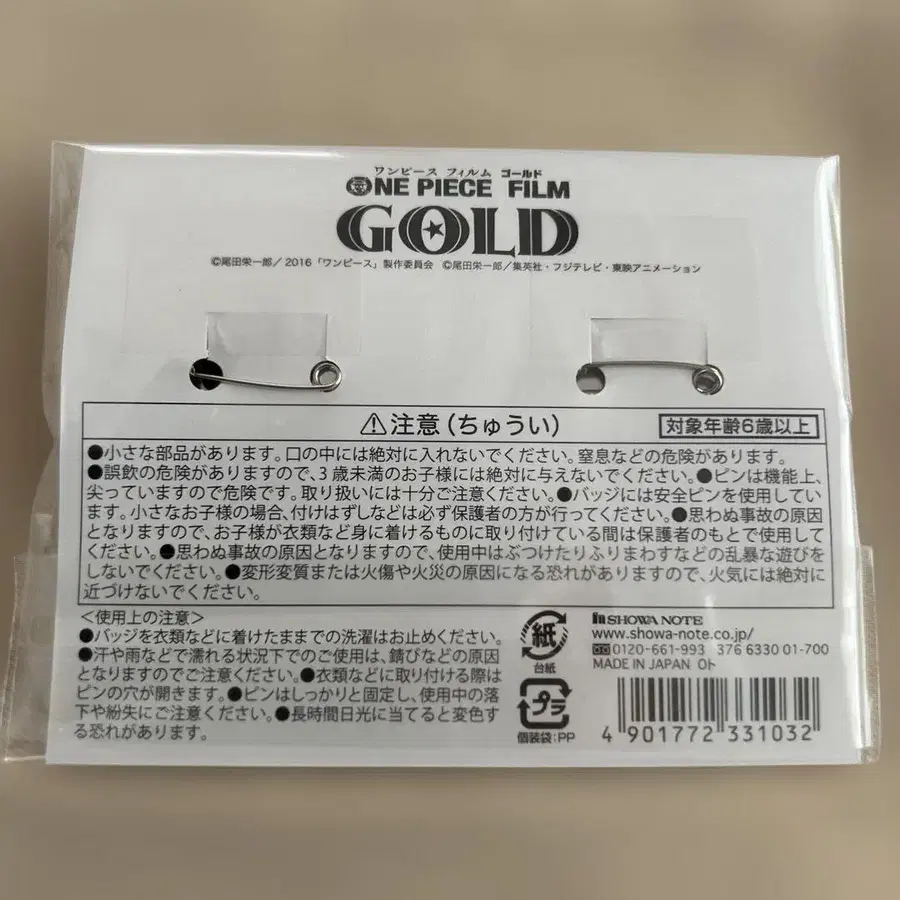 ワンピース フィルム ゴールド
ONE PIECE FILM
GOLD
©尾田栄一郎／2016「ワンピース」製作委員会 ©尾田栄一郎／集英社・フジテレビ・東映アニメーション
⚠注意(ちゅうい)
対象年齢6歳以上
●小さな部品があります。口の中には絶対に入れないでください。窒息などの危険があります。
●誤飲の危険がありますので、3歳未満のお子様には絶対に与えないでください。●ピンは機能上、
尖っていますので危険です。取り扱いには十分ご注意ください。●バッジには安全ピンを使用してい
ます。小さなお子様の場合、付けはずしなどは必ず保護者の方が行ってください。●思わぬ事故の原因
となりますので、お子様が衣類など身に着けるものに取り付けている間は保護者のもとで使用して
ください。●思わぬ事故の原因となりますので、使用中はぶつけたりふりまわすなどの乱暴な遊びを
しないでください。●変形変質または火傷や火災の原因になる恐れがありますので、火気には絶対に
近づけないでください。
＜使用上の注意＞
●バッジを衣類などに着けたままでの洗濯はお止めください。
●汗や雨などで濡れる状況下でのご使用は、錆びなどの原因
となりますのでご注意ください。●衣類などに取り付ける際は
ピンの穴が開きます。●ピンはしっかりと固定し、使用中の落
下や紛失にご注意ください。●長時間日光に当てると変色す
る恐れがあります。
紙
台紙
プラ
個装袋:PP
SHOWA NOTE
www.showa-note.co.jp/
0120-661-993 376 6330 01-700
MADE IN JAPAN Oト
4 901772 331032